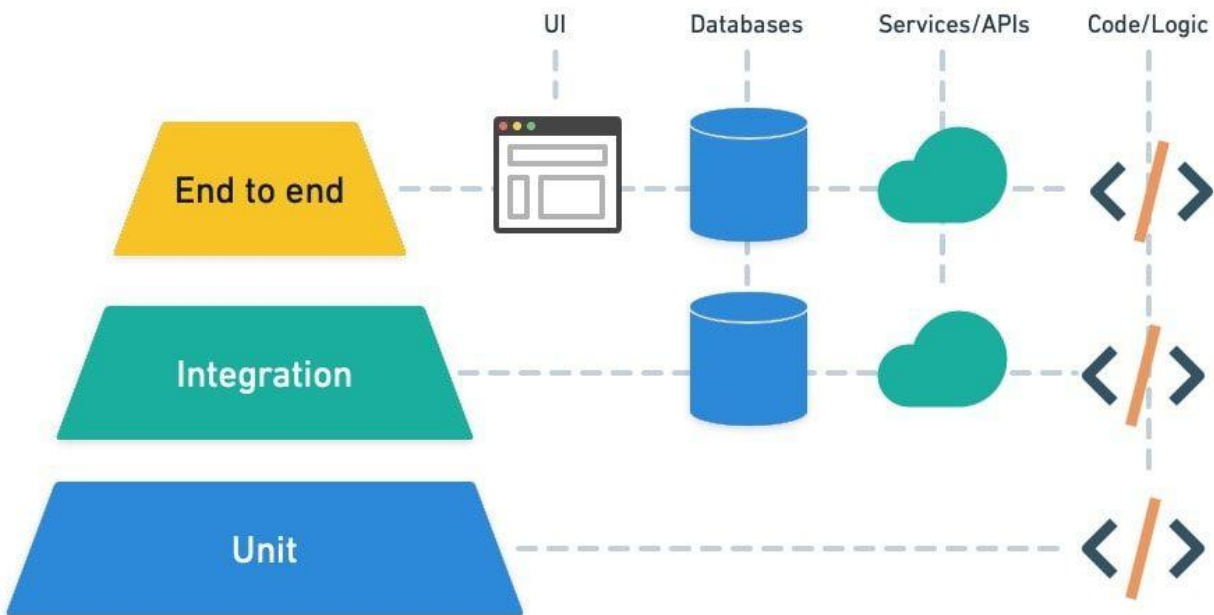 UI
Databases
Services/APIs
Code/Logic
End to end
Integration
Unit